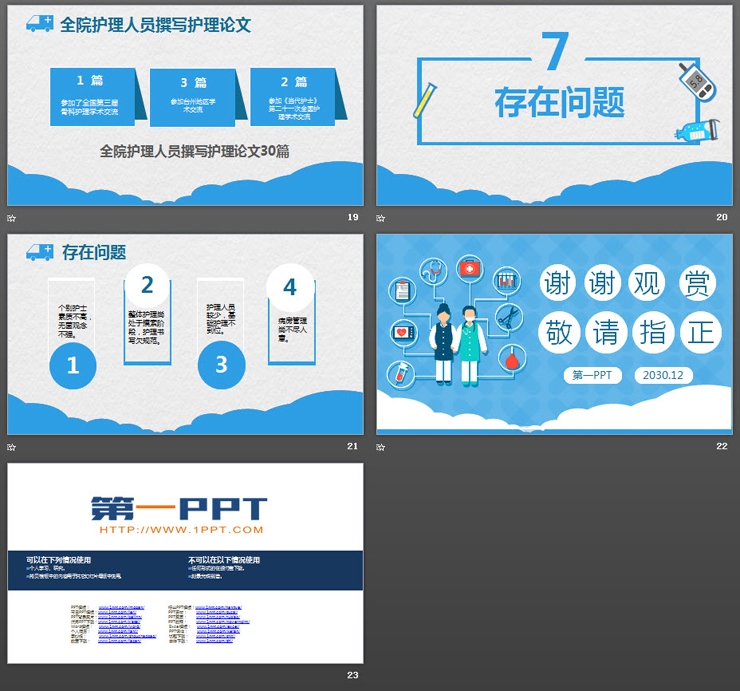 全院护理人员撰写护理论文
1 篇
参加了全国第三届
骨科护理学术交流
3 篇
参加台州地区学
术交流
2 篇
参加《当代护士》
第二十一次全国护
理学术交流
全院护理人员撰写护理论文30篇
19
7
存在问题
20
存在问题
个别护士
素质不高，
无菌观念
不强。
1
2
整体护理尚
处于摸索阶
段，护理书
写欠规范。
护理人员
较少，基
础护理不
到位。
3
4
病房管理
尚不尽人
意。
21
谢谢观赏
敬请指正
第一PPT
2030.12
22
第一PPT
HTTP://WWW.1PPT.COM
可以在下列情况使用
不可以在以下情况使用
23